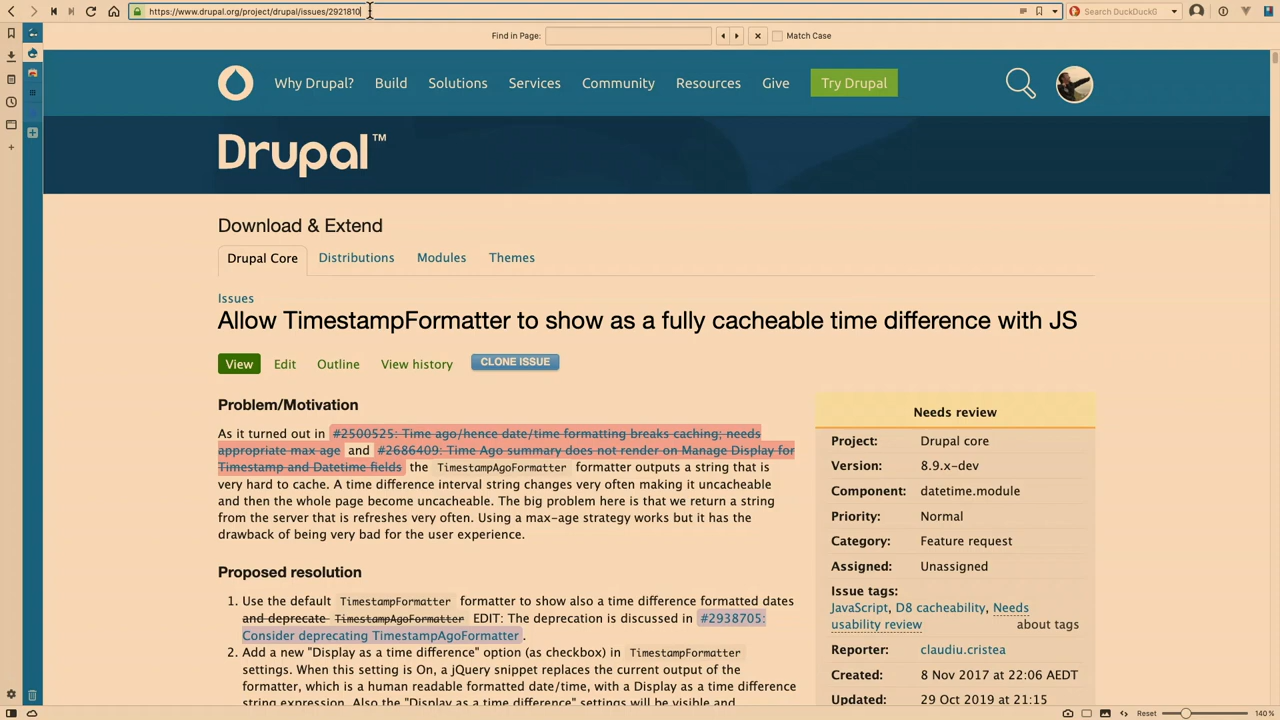 https://www.drupal.org/project/drupal/issues/2921810
Search DuckDuckG
Find in Page:
Match Case
Why Drupal?
Build
Solutions
Services
Community
Resources
Give
Try Drupal
Drupal™
Download & Extend
Drupal Core
Distributions
Modules
Themes
Issues
Allow TimestampFormatter to show as a fully cacheable time difference with JS
View
Edit
Outline
View history
CLONE ISSUE
Problem/Motivation
As it turned out in #2500525: Time ago/hence date/time formatting breaks caching; needs
appropriate max age and #2686409: Time Ago summary does not render on Manage Display for
Timestamp and Datetime fields the TimestampAgoFormatter formatter outputs a string that is
very hard to cache. A time difference interval string changes very often making it uncacheable
and then the whole page become uncacheable. The big problem here is that we return a string
from the server that is refreshes very often. Using a max-age strategy works but it has the
drawback of being very bad for the user experience.
Proposed resolution
1. Use the default TimestampFormatter formatter to show also a time difference formatted dates
and deprecate TimestampAgoFormatter EDIT: The deprecation is discussed in #2938705:
Consider deprecating TimestampAgoFormatter.
2. Add a new "Display as a time difference" option (as checkbox) in TimestampFormatter
settings. When this setting is On, a jQuery snippet replaces the current output of the
formatter, which is a human readable formatted date/time, with a Display as a time difference
string expression. Also the "Display as a time difference" settings will be visible and
Needs review
Project: Drupal core
Version: 8.9.x-dev
Component: datetime.module
Priority: Normal
Category: Feature request
Assigned: Unassigned
Issue tags:
JavaScript, D8 cacheability, Needs
usability review
about tags
Reporter: claudiu.cristea
Created: 8 Nov 2017 at 22:06 AEDT
Updated: 29 Oct 2019 at 21:15
Reset
140 %